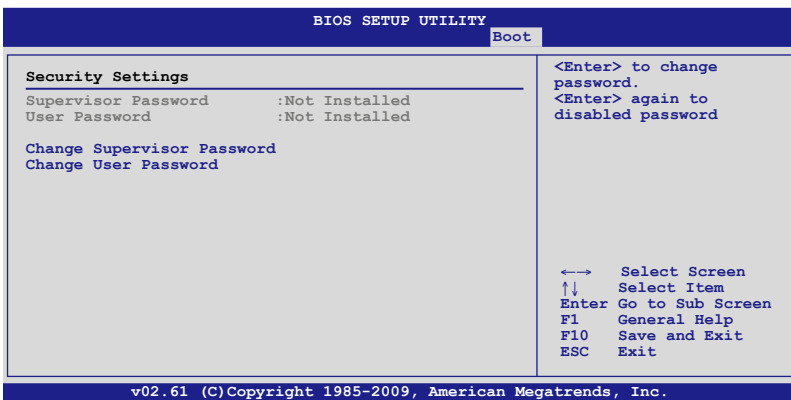 BIOS SETUP UTILITY
Boot
Security Settings
Supervisor Password :Not Installed
User Password :Not Installed
Change Supervisor Password
Change User Password
<Enter> to change
password.
<Enter> again to
disabled password
←→ Select Screen
↑↓ Select Item
Enter Go to Sub Screen
F1 General Help
F10 Save and Exit
ESC Exit
v02.61 (C)Copyright 1985-2009, American Megatrends, Inc.